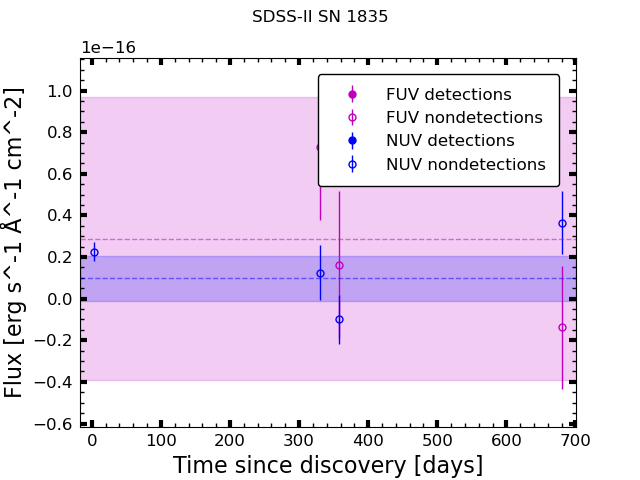 SDSS-II SN 1835
1e−16
FUV detections
FUV nondetections
NUV detections
NUV nondetections
1.0
0.8
0.6
0.4
0.2
0.0
−0.2
−0.4
−0.6
Flux [erg s^-1 Å^-1 cm^-2]
0 100 200 300 400 500 600 700
Time since discovery [days]